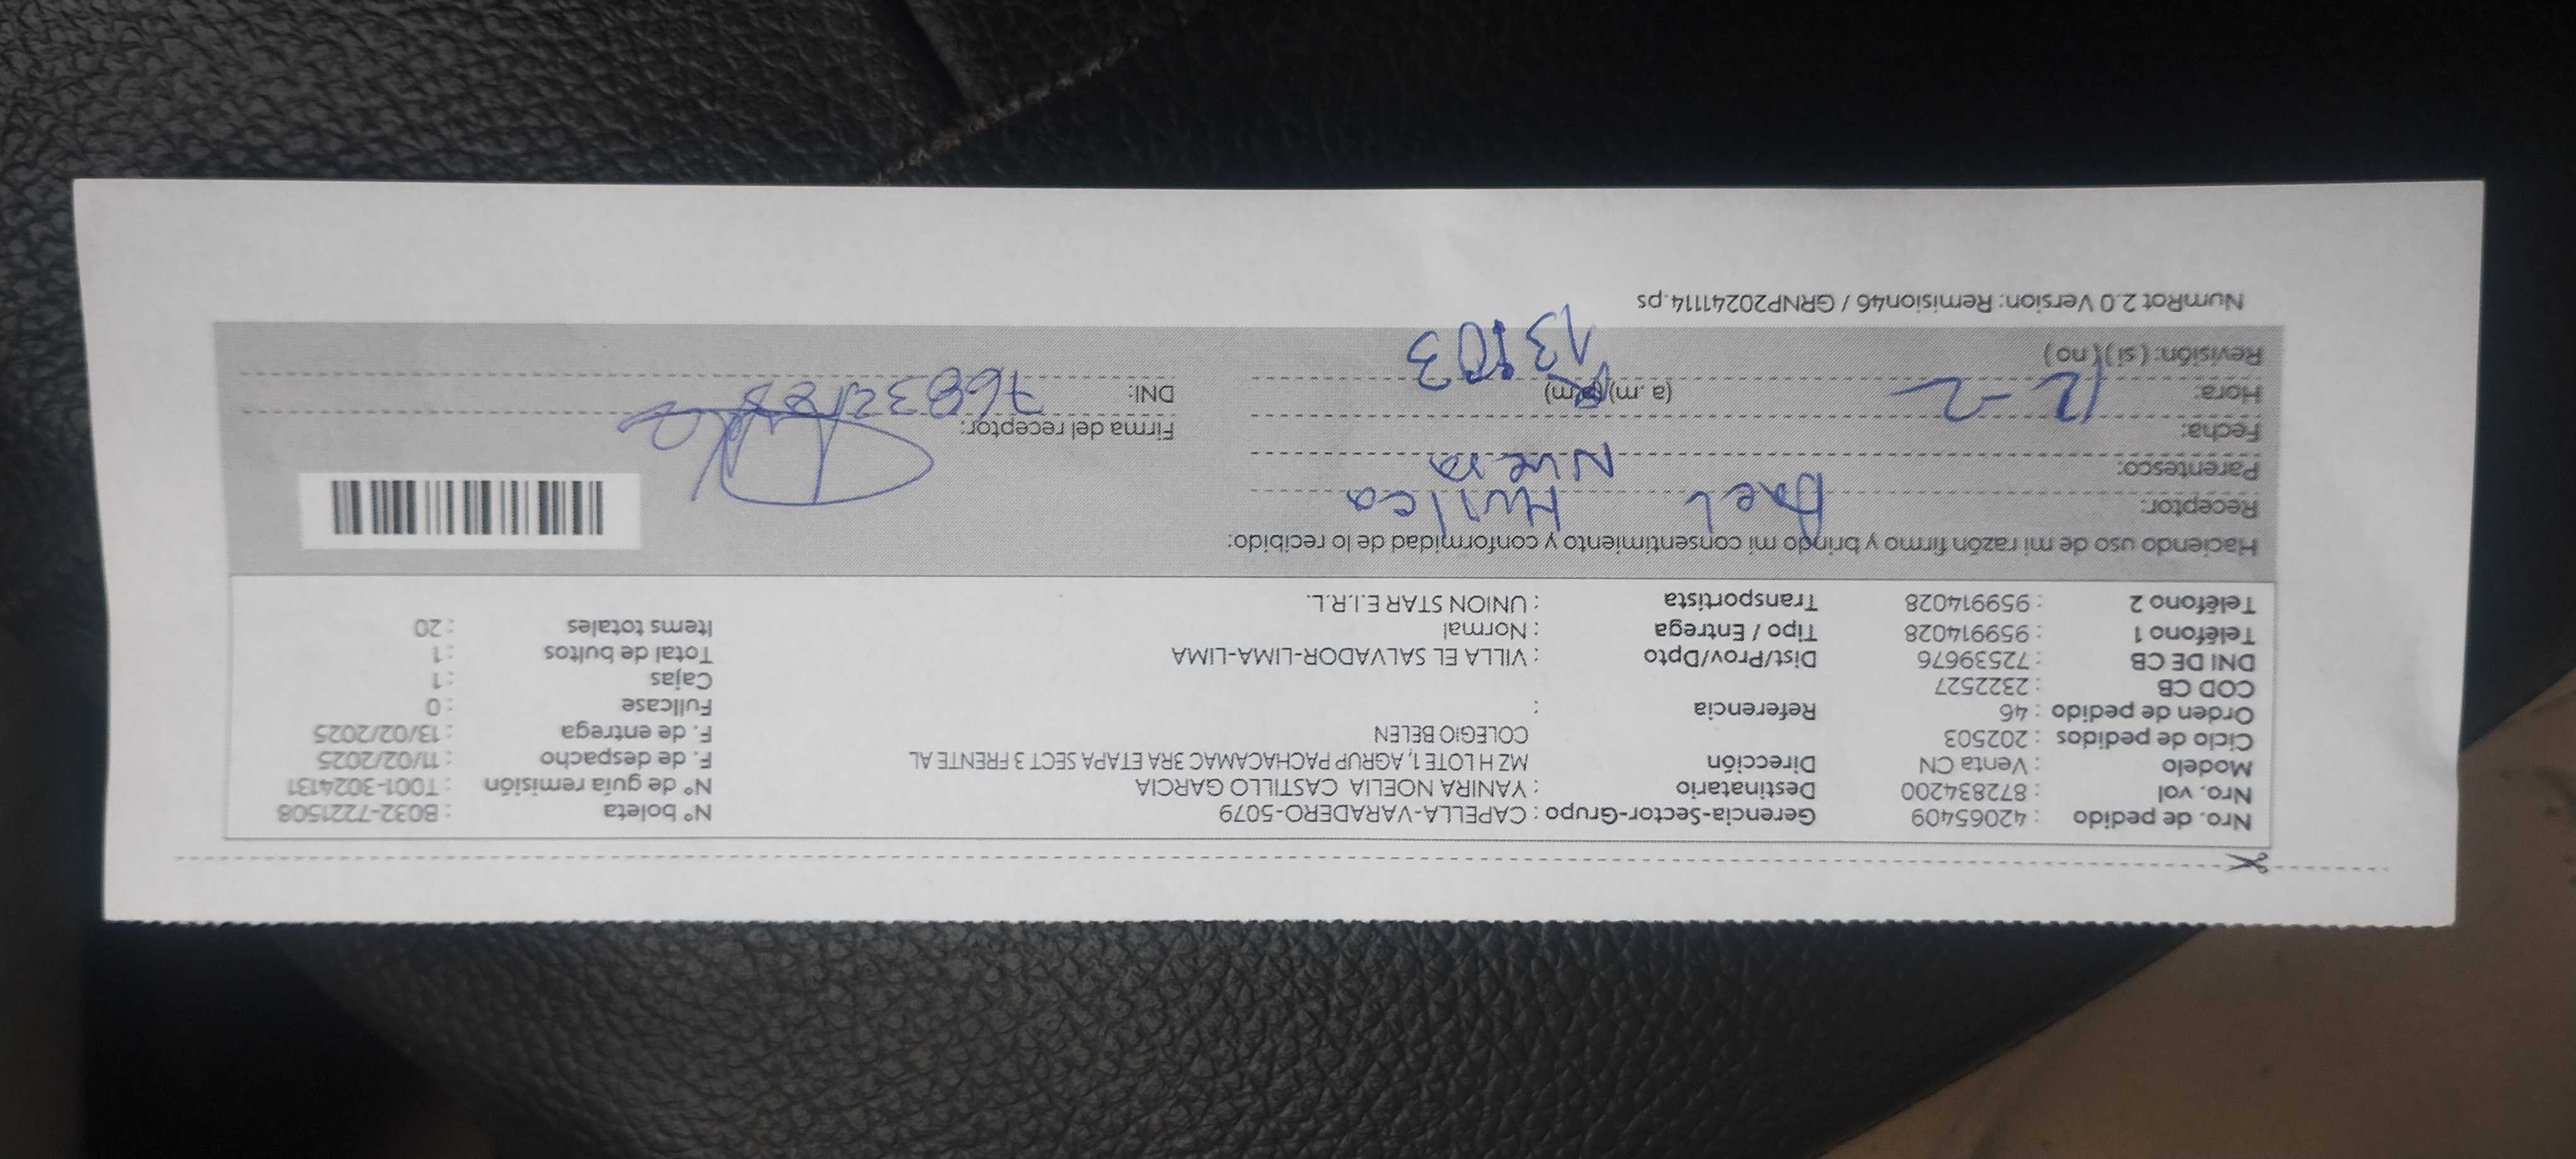 Nro. de pedido : 42065409 Gerencia-Sector-Grupo : CAPELLA-VARADERO-5079 N° boleta : B032-7221508
Nro. vol : 872834200 Destinatario : YANIRA NOELIA CASTILLO GARCIA N° de guía remisión : T001-3024131
Modelo : Venta CN Dirección MZ H LOTE 1, AGRUP PACHACAMAC 3RA ETAPA SECT 3 FRENTE AL F. de despacho : 11/02/2025
Ciclo de pedidos : 202503 COLEGIO BELEN F. de entrega : 13/02/2025
Orden de pedido : 46 Referencia : Fullcase : 0
COD CB : 2322527 Cajas : 1
DNI DE CB : 72539676 Dist/Prov/Dpto : VILLA EL SALVADOR-LIMA-LIMA Total de bultos : 1
Teléfono 1 : 959914028 Tipo / Entrega : Normal Items totales : 20
Teléfono 2 : 959914028 Transportista : UNION STAR E.I.R.L.
Haciendo uso de mi razón firmo y brindo mi consentimiento y conformidad de lo recibido:
Receptor: Huilca
Parentesco: Nuera
Fecha: Firma del receptor:
Hora: 12-2 (a.m) (p.m) DNI:
Revisión: (si) (no)
NumRot 2.0 Version: Remision46 / GRNP20241114.ps